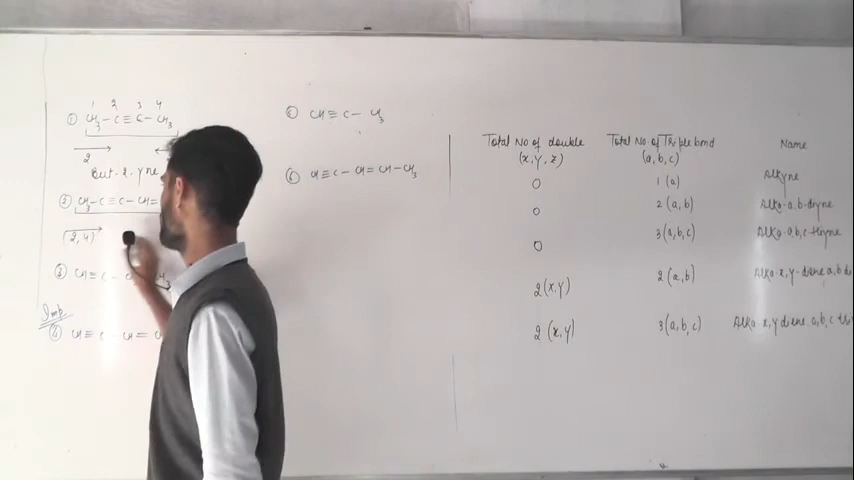 1 2 3 4
① CH₃-C≡C-CH₃
2
But-2-yne
② CH₃-C≡C-CH=
(2,4)
③ CH≡C-
Imp.
④ CH≡C-CH=
⑤ CH≡C-CH₃
⑥ CH≡C-CH=CH-CH₃
Total No of double (x,y,z)
Total No. of Triple bond (a,b,c)
Name
0 1(a) Alkyne
0 2(a,b) Alka-a,b-diyne
0 3(a,b,c) Alka-a,b,c-triyne
2(x,y) 2(a,b) Alka-x,y-diene a,b
2(x,y) 3(a,b,c) Alka x,y diene a,b,c